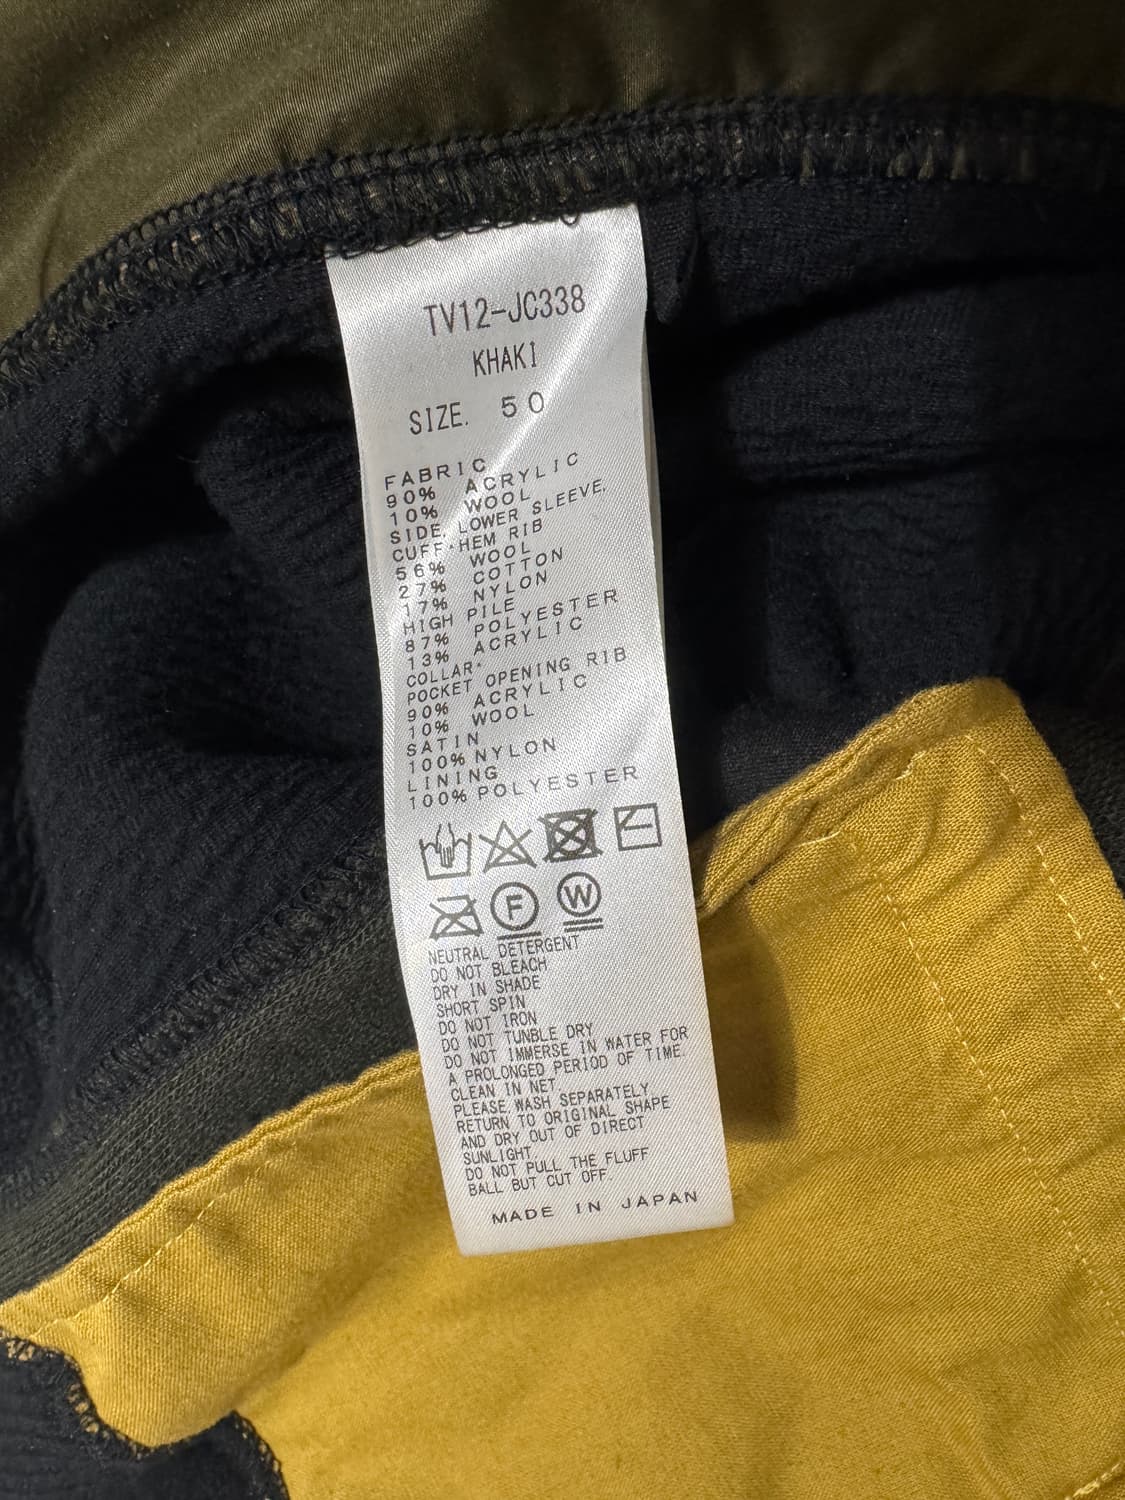 TV12-JC338
KHAKI
SIZE. 50
FABRIC
90% ACRYLIC
10% WOOL
SIDE. LOWER SLEEVE.
CUFF·HEM RIB
56% WOOL
27% COTTON
17% NYLON
HIGH PILE
87% POLYESTER
13% ACRYLIC
COLLAR·
POCKET OPENING RIB
90% ACRYLIC
10% WOOL
SATIN
100% NYLON
LINING
100% POLYESTER
F W
NEUTRAL DETERGENT
DO NOT BLEACH
DRY IN SHADE
SHORT SPIN
DO NOT IRON
DO NOT TUNBLE DRY
DO NOT IMMERSE IN WATER FOR
A PROLONGED PERIOD OF TIME.
CLEAN IN NET
PLEASE WASH SEPARATELY
RETURN TO ORIGINAL SHAPE
AND DRY OUT OF DIRECT
SUNLIGHT
DO NOT PULL THE FLUFF
BALL BUT CUT OFF.
MADE IN JAPAN